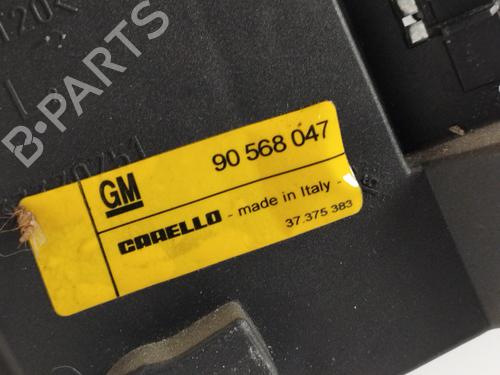 GM
90 568 047
CARELLO - made in Italy -
37.375 383
B-PARTS